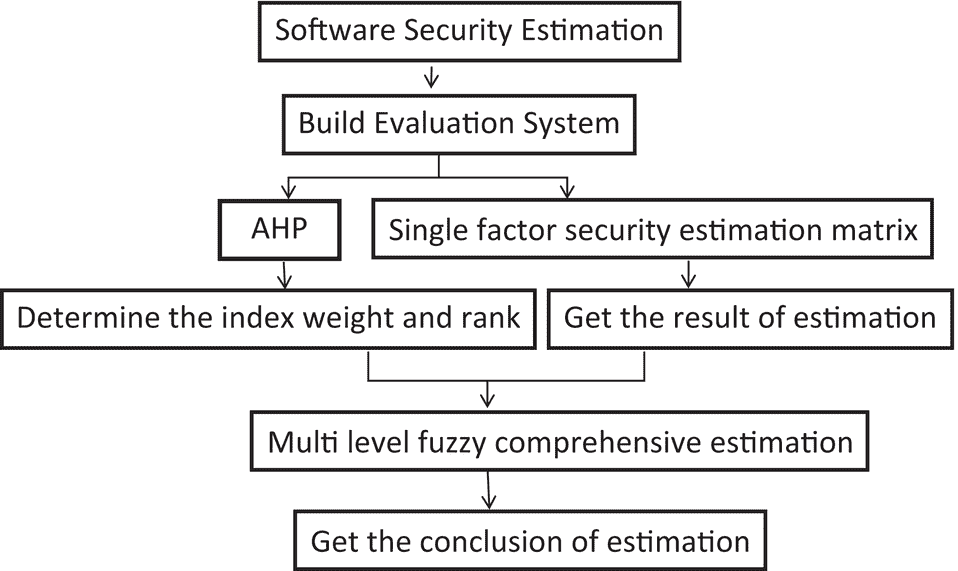 Software Security Estimation
Build Evaluation System
AHP
Single factor security estimation matrix
Determine the index weight and rank
Get the result of estimation
Multi level fuzzy comprehensive estimation
Get the conclusion of estimation